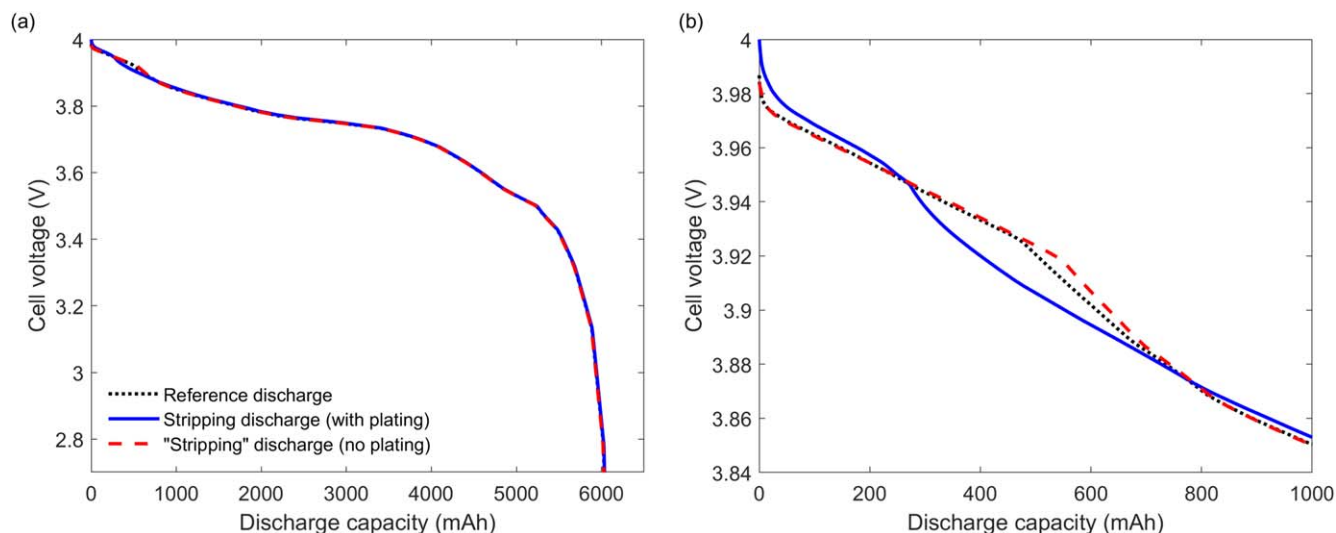 (a)
4
3.8
3.6
3.4
3.2
3
2.8
Cell voltage (V)
Reference discharge
Stripping discharge (with plating)
"Stripping" discharge (no plating)
0 1000 2000 3000 4000 5000 6000
Discharge capacity (mAh)
(b)
4
3.98
3.96
3.94
3.92
3.9
3.88
3.86
3.84
Cell voltage (V)
0 200 400 600 800 1000
Discharge capacity (mAh)